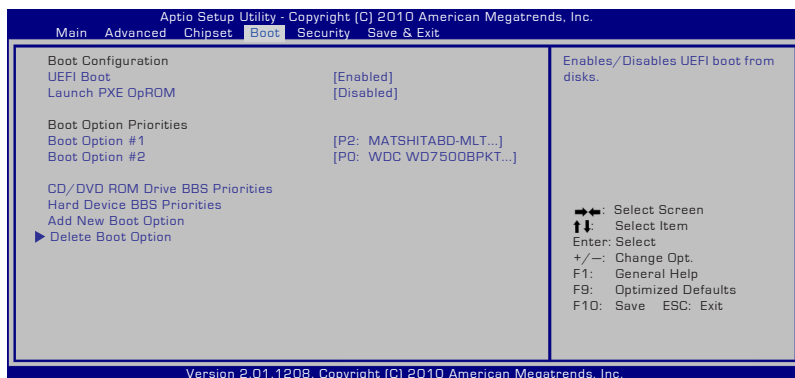 Aptio Setup Utility - Copyright (C) 2010 American Megatrends, Inc.
Main Advanced Chipset Boot Security Save & Exit
Boot Configuration
UEFI Boot [Enabled]
Launch PXE OpROM [Disabled]
Boot Option Priorities
Boot Option #1 [P2: MATSHITABD-MLT...]
Boot Option #2 [P0: WDC WD7500BPKT...]
CD/DVD ROM Drive BBS Priorities
Hard Device BBS Priorities
Add New Boot Option
Delete Boot Option
Enables/Disables UEFI boot from
disks.
: Select Screen
: Select Item
Enter: Select
+/—: Change Opt.
F1: General Help
F9: Optimized Defaults
F10: Save ESC: Exit
Version 2.01.1208. Copyright (C) 2010 American Megatrends, Inc.